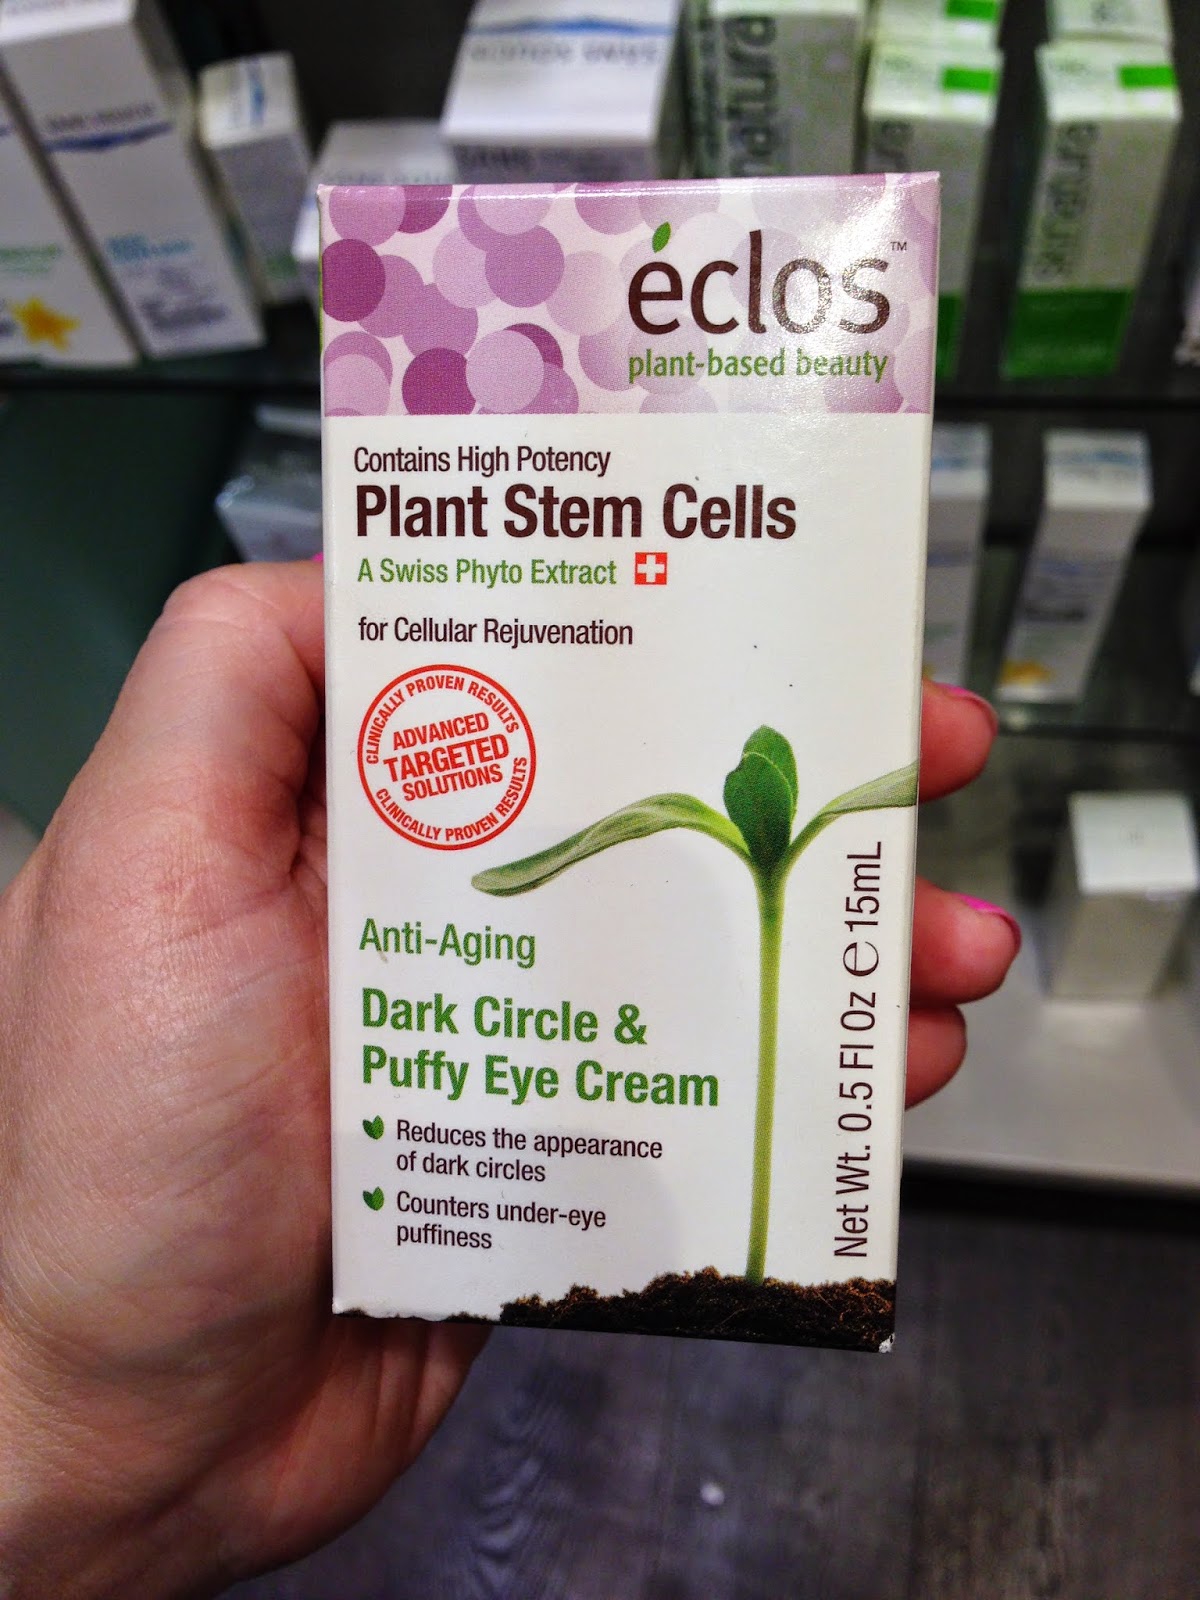 éclos™
plant-based beauty
Contains High Potency
Plant Stem Cells
A Swiss Phyto Extract
for Cellular Rejuvenation
CLINICALLY PROVEN RESULTS
ADVANCED
TARGETED
SOLUTIONS
CLINICALLY PROVEN RESULTS
Anti-Aging
Dark Circle &
Puffy Eye Cream
Reduces the appearance
of dark circles
Counters under-eye
puffiness
Net Wt. 0.5 Fl Oz ℮ 15mL